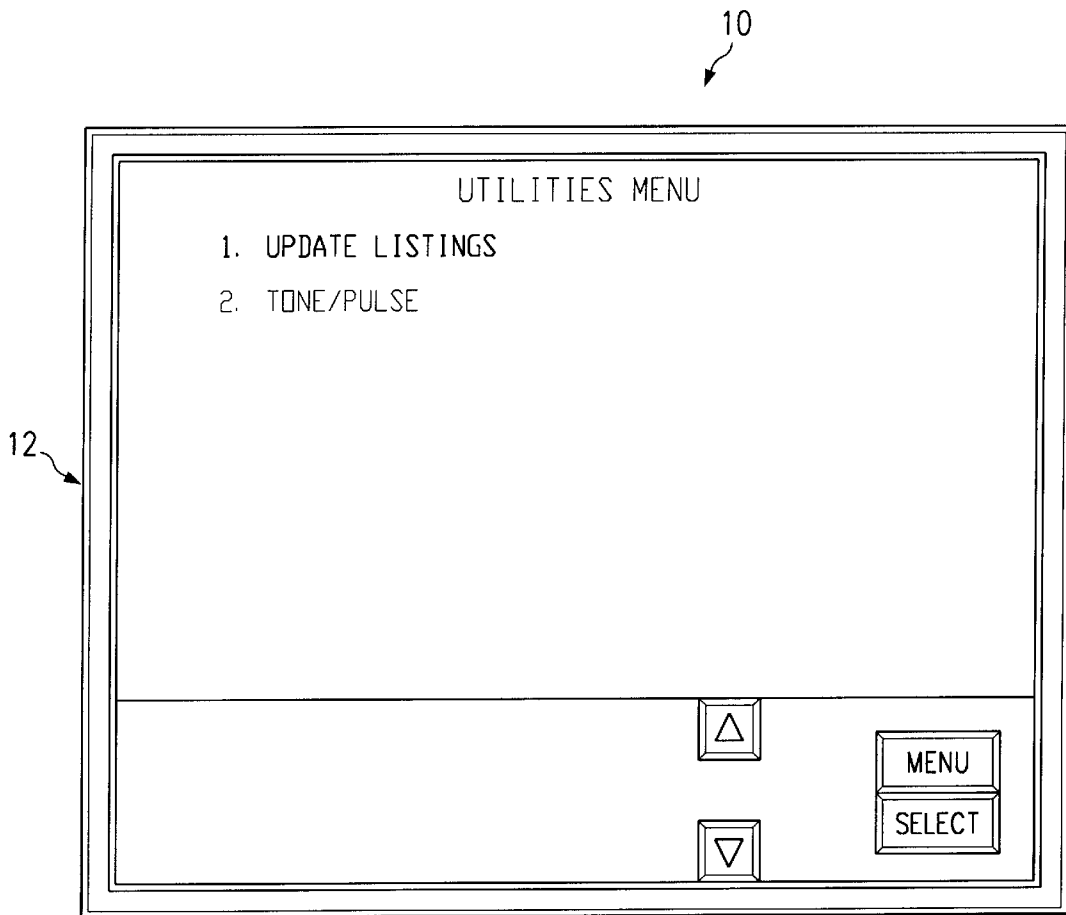 10
UTILITIES MENU
1. UPDATE LISTINGS
2. TONE/PULSE
12
MENU
SELECT